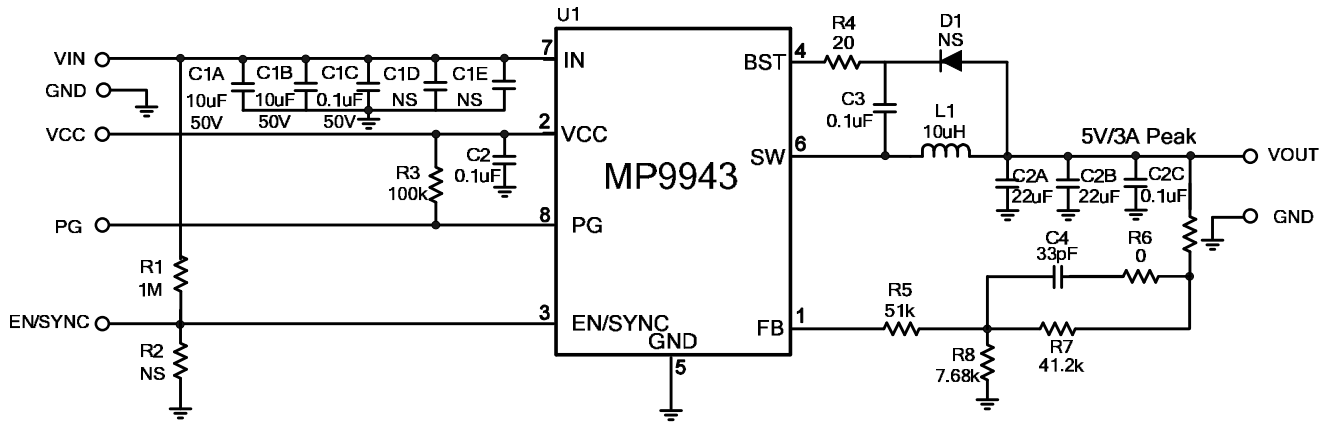 U1
MP9943
VIN
GND
VCC
PG
EN/SYNC
C1A
10uF
50V
C1B
10uF
50V
C1C
0.1uF
50V
C1D
NS
C1E
NS
R3
100k
C2
0.1uF
R1
1M
R2
NS
7
IN
2
VCC
8
PG
3
EN/SYNC
GND
5
4
BST
6
SW
1
FB
R4
20
D1
NS
C3
0.1uF
L1
10uH
5V/3A Peak
VOUT
GND
C2A
22uF
C2B
22uF
C2C
0.1uF
C4
33pF
R6
0
R5
51k
R7
41.2k
R8
7.68k